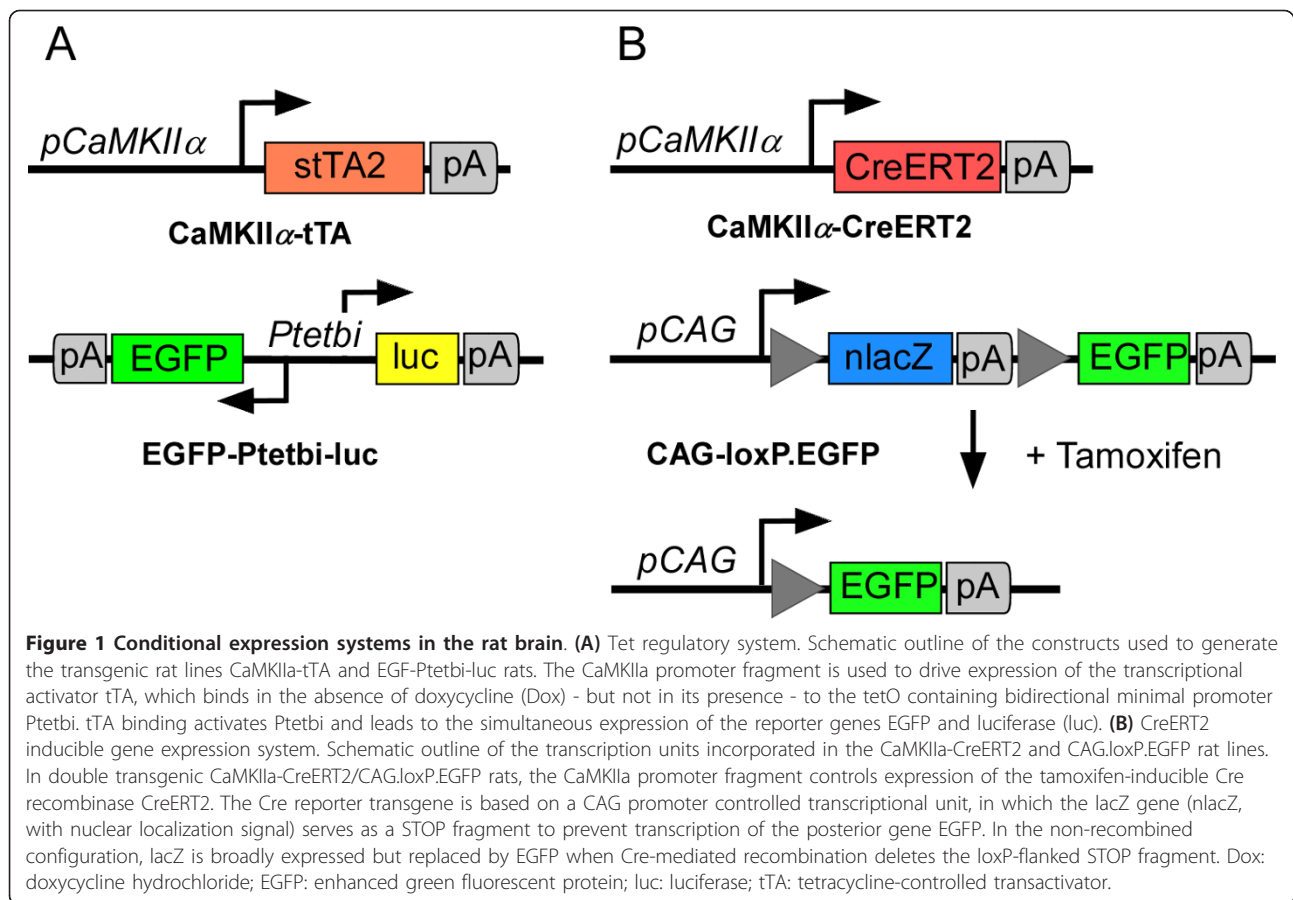 A
B
pCaMKIIα
stTA2
pA
CaMKIIα-tTA
pA
EGFP
Ptetbi
luc
pA
EGFP-Ptetbi-luc
pCaMKIIα
CreERT2
pA
CaMKIIα-CreERT2
pCAG
nlacZ
pA
EGFP
pA
CAG-loxP.EGFP
+ Tamoxifen
pCAG
EGFP
pA
Figure 1 Conditional expression systems in the rat brain. (A) Tet regulatory system. Schematic outline of the constructs used to generate
the transgenic rat lines CaMKIIa-tTA and EGF-Ptetbi-luc rats. The CaMKIIa promoter fragment is used to drive expression of the transcriptional
activator tTA, which binds in the absence of doxycycline (Dox) - but not in its presence - to the tetO containing bidirectional minimal promoter
Ptetbi. tTA binding activates Ptetbi and leads to the simultaneous expression of the reporter genes EGFP and luciferase (luc). (B) CreERT2
inducible gene expression system. Schematic outline of the transcription units incorporated in the CaMKIIa-CreERT2 and CAG.loxP.EGFP rat lines.
In double transgenic CaMKIIa-CreERT2/CAG.loxP.EGFP rats, the CaMKIIa promoter fragment controls expression of the tamoxifen-inducible Cre
recombinase CreERT2. The Cre reporter transgene is based on a CAG promoter controlled transcriptional unit, in which the lacZ gene (nlacZ,
with nuclear localization signal) serves as a STOP fragment to prevent transcription of the posterior gene EGFP. In the non-recombined
configuration, lacZ is broadly expressed but replaced by EGFP when Cre-mediated recombination deletes the loxP-flanked STOP fragment. Dox:
doxycycline hydrochloride; EGFP: enhanced green fluorescent protein; luc: luciferase; tTA: tetracycline-controlled transactivator.